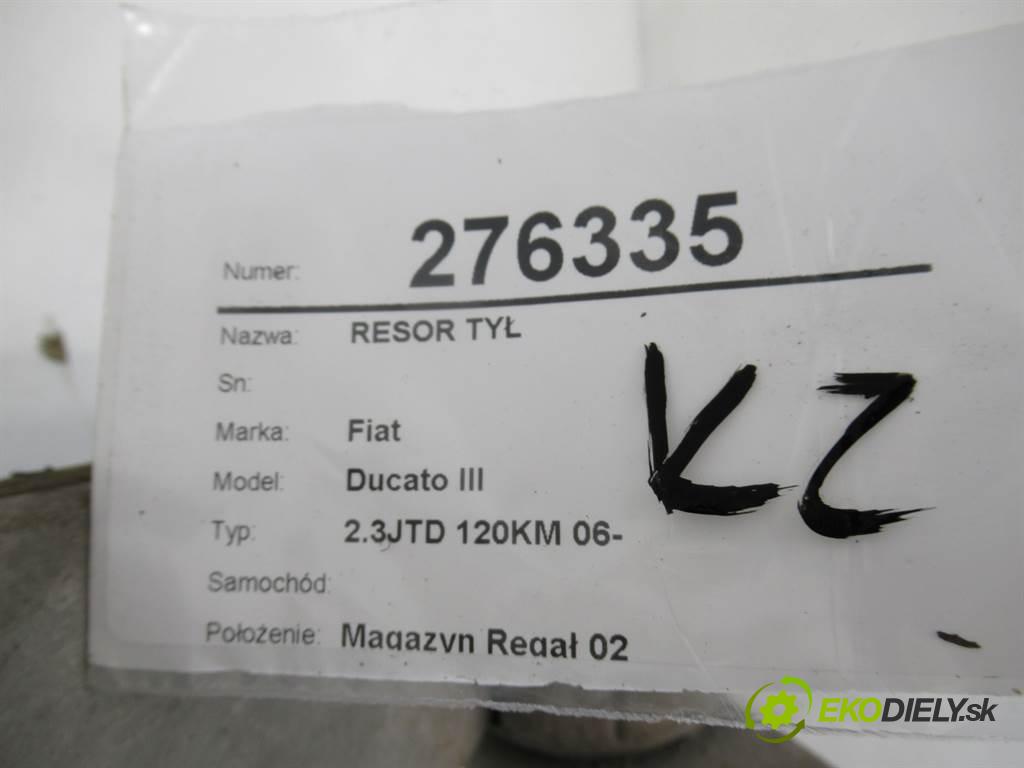 Numer: 276335
Nazwa: RESOR TYŁ
Sn:
Marka: Fiat
Model: Ducato III
Typ: 2.3JTD 120KM 06-
Samochód:
Położenie: Magazyn Regał 02
KZ
EKODIELY.sk